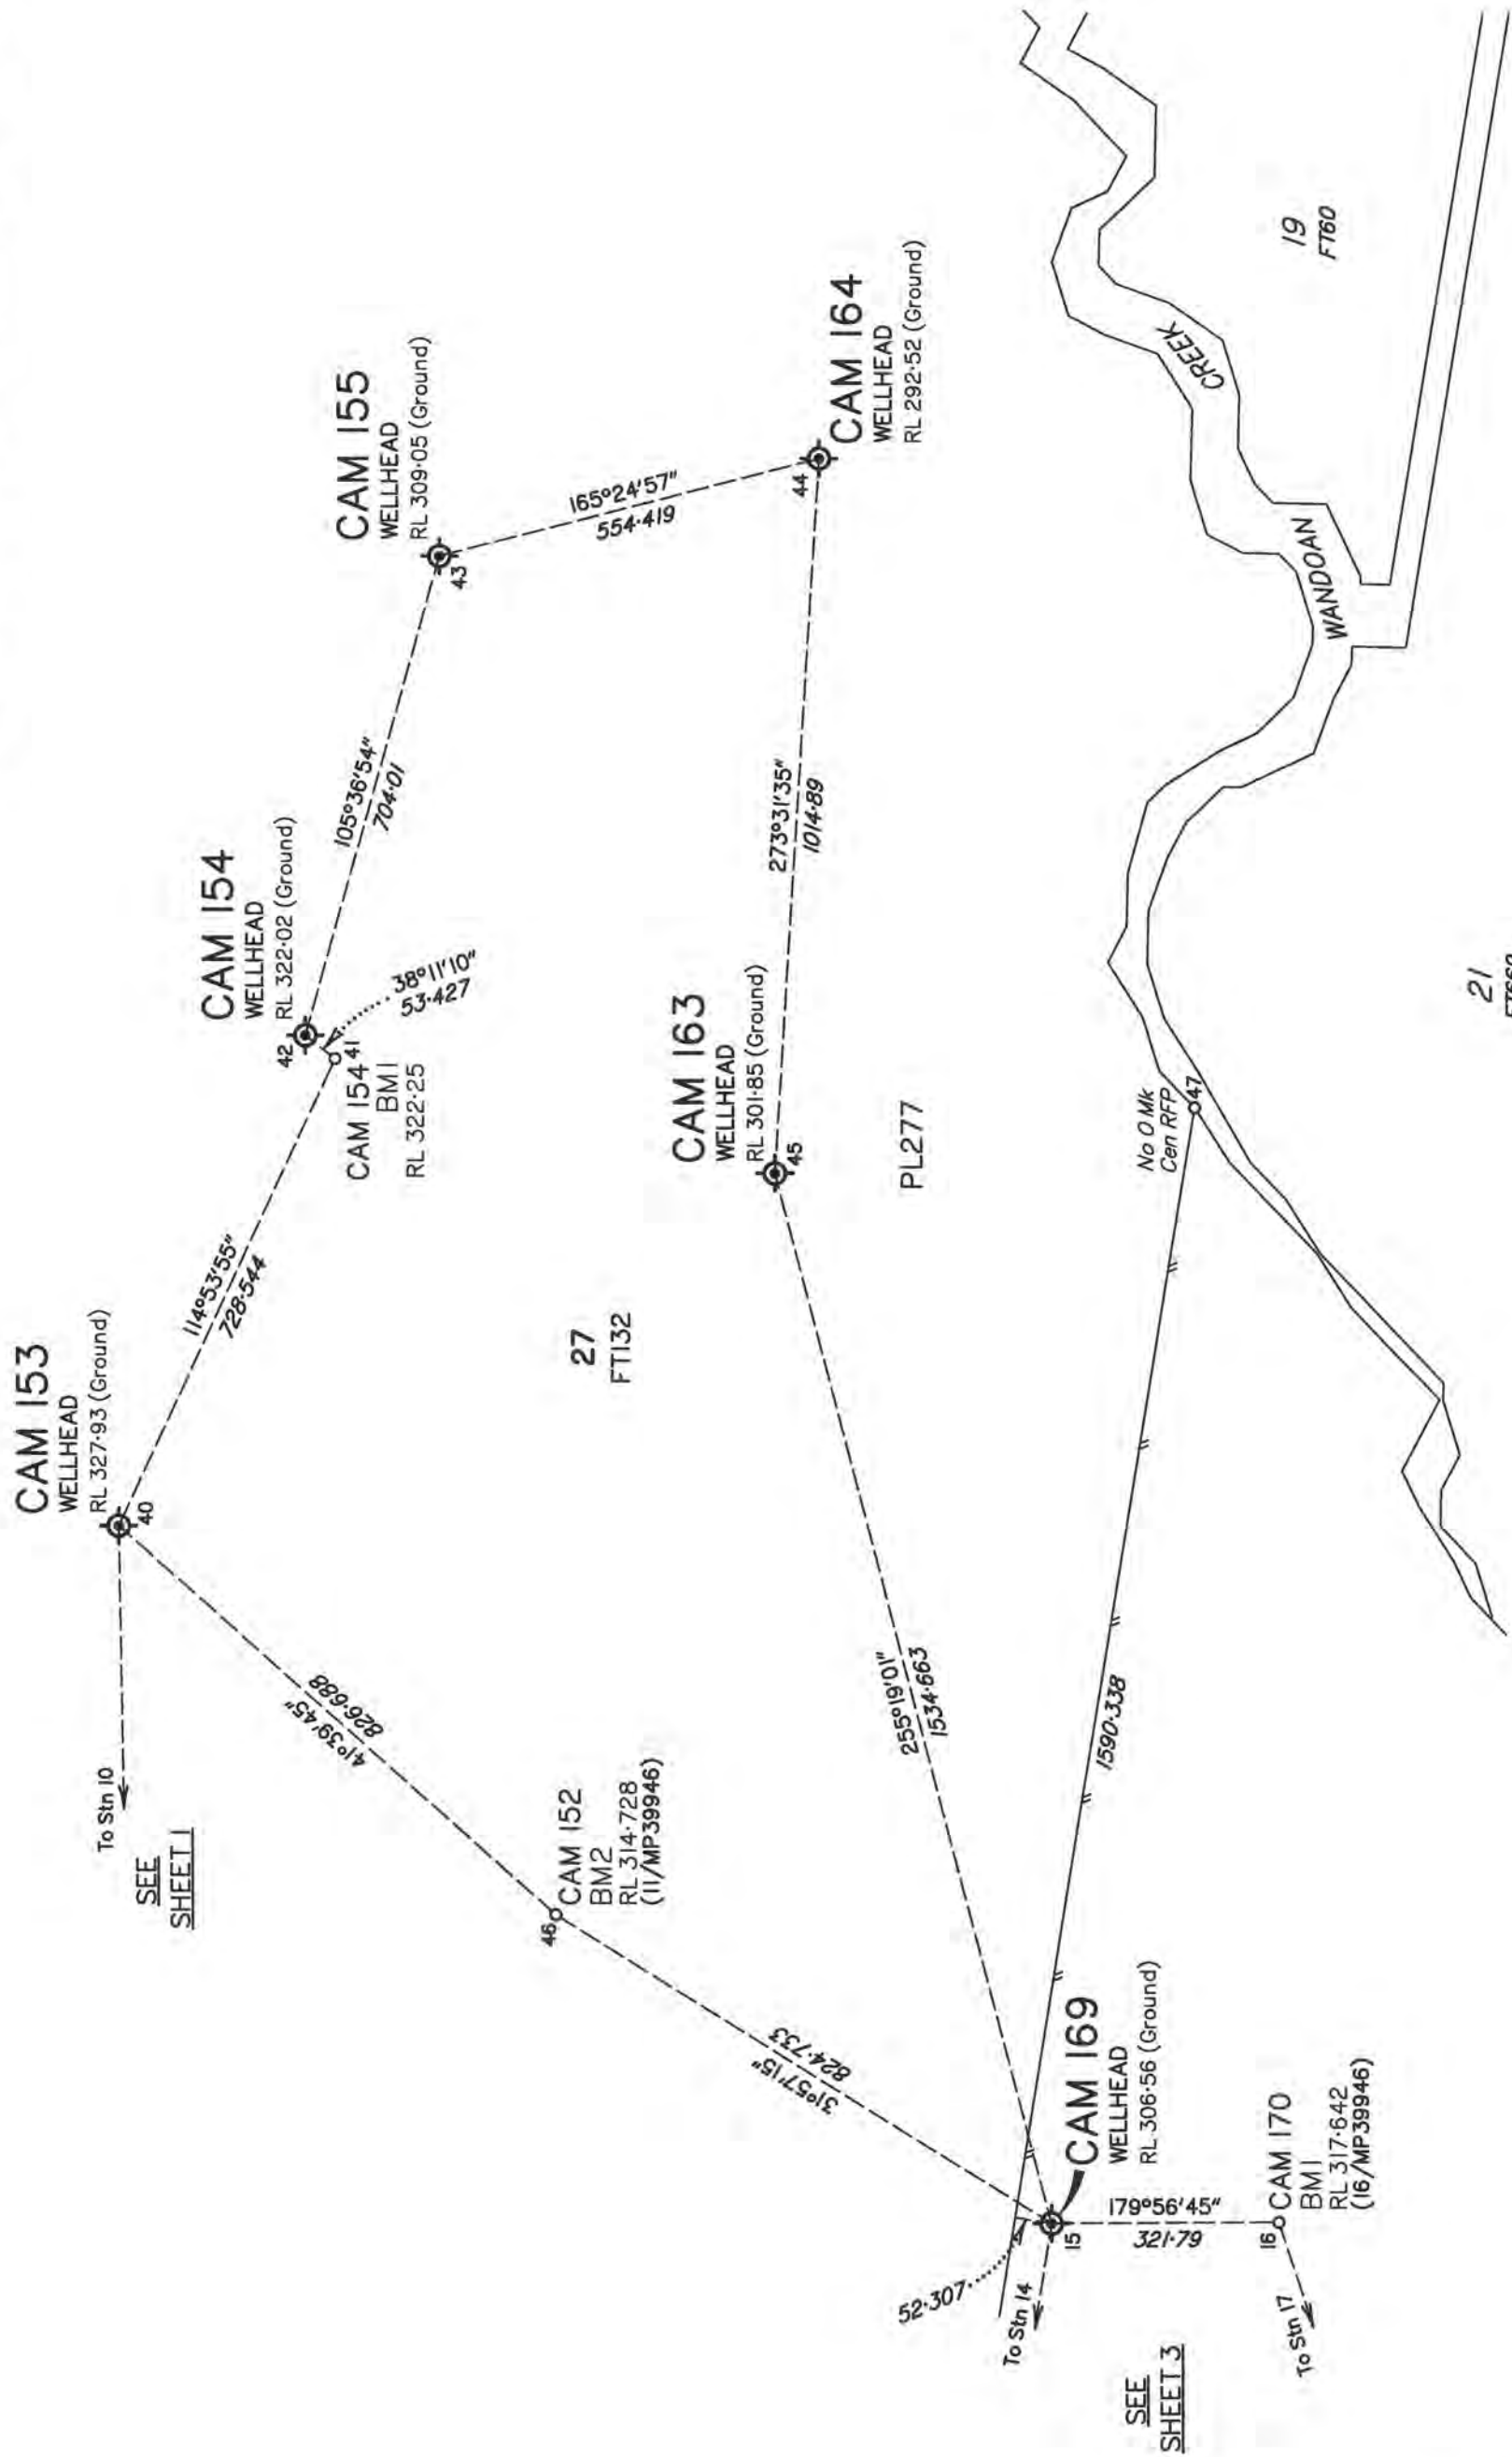 CAM 153
WELLHEAD
RL 327·93 (Ground)
40
To Stn 10
SEE
SHEET 1
114°53'55"
728·544
CAM 154
WELLHEAD
RL 322·02 (Ground)
42
38°11'10"
53·427
41
CAM 154
BM1
RL 322·25
105°36'54"
704·01
CAM 155
WELLHEAD
RL 309·05 (Ground)
43
165°24'57"
554·419
44
CAM 164
WELLHEAD
RL 292·52 (Ground)
273°31'35"
1014·89
CAM 163
WELLHEAD
RL 301·85 (Ground)
45
PL277
27
FT132
41°39'45"
826·688
46
CAM 152
BM2
RL 314·728
(11/MP39946)
31°57'15"
824·733
255°19'01"
1534·663
1590·338
No O Mk
Cen RFP
47
CREEK
WANDOAN
19
FT60
21
52·307
To Stn 14
15
CAM 169
WELLHEAD
RL 306·56 (Ground)
179°56'45"
321·79
16
CAM 170
BM1
RL 317·642
(16/MP39946)
To Stn 17
SEE
SHEET 3